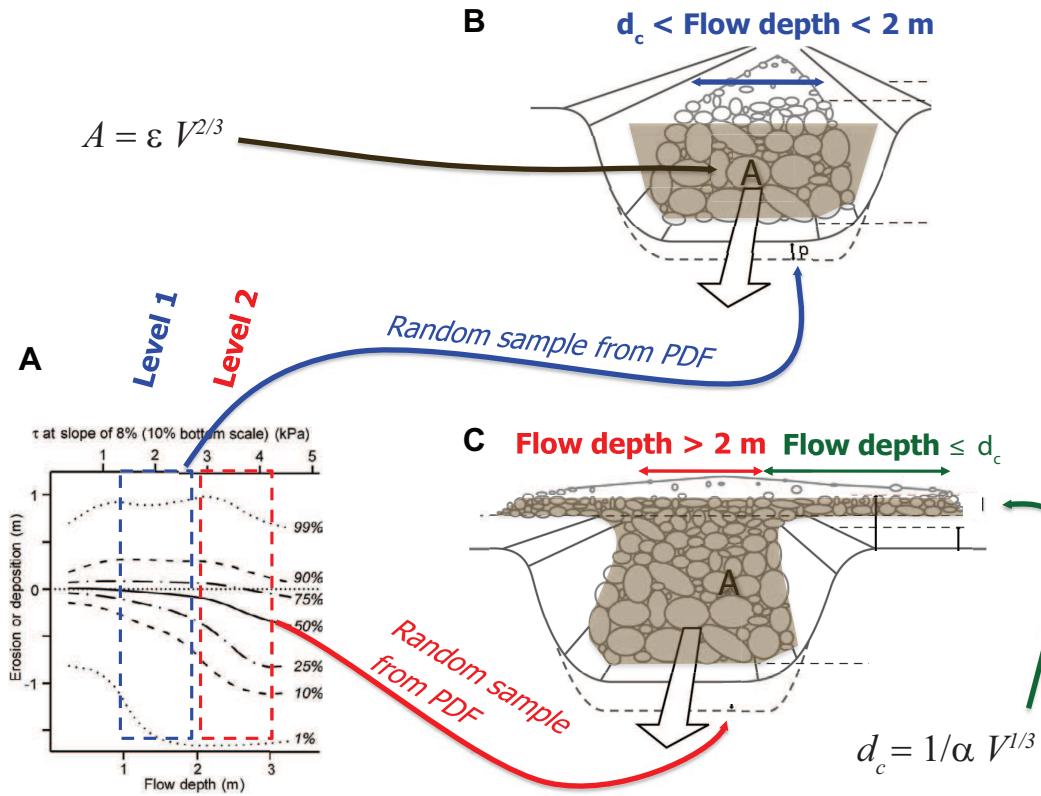 B
d_c < Flow depth < 2 m
A = ε V^{2/3}
A
p
Level 1
Level 2
Random sample from PDF
A
τ at slope of 8% (10% bottom scale) (kPa)
1 2 3 4 5
Erosion or deposition (m)
1
0
-1
99%
90%
75%
50%
25%
10%
1%
1 2 3
Flow depth (m)
Random sample
from PDF
C
Flow depth > 2 m
Flow depth ≤ d_c
A
d_c = 1/α V^{1/3}